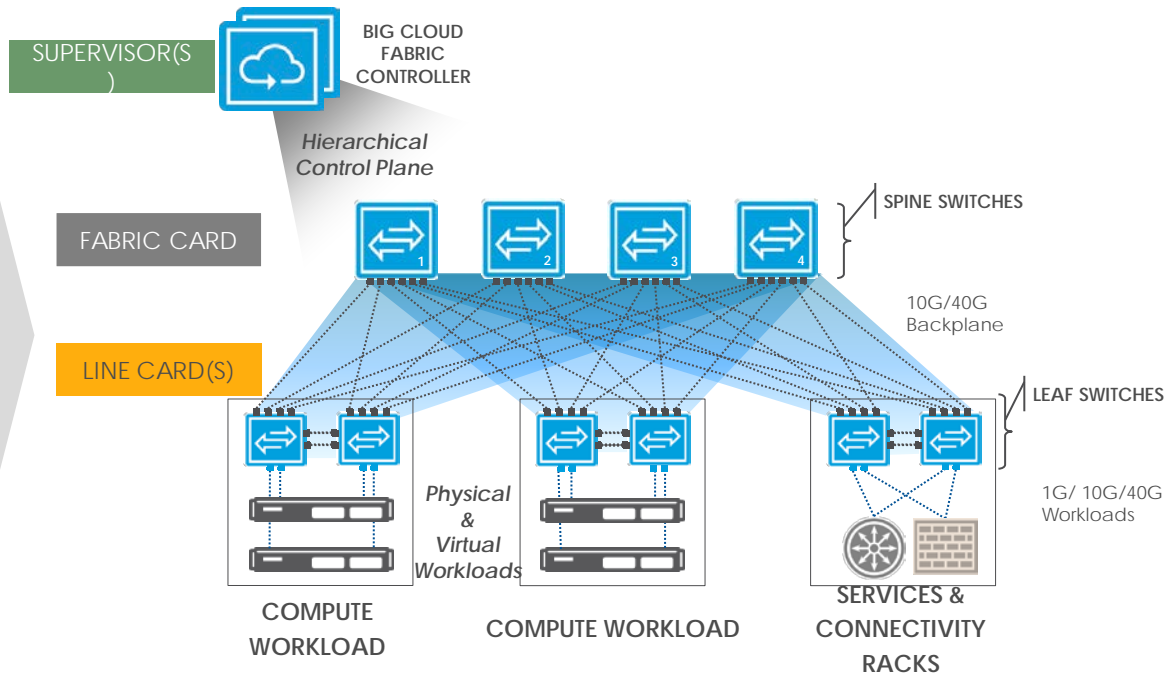 SUPERVISOR(S
)
BIG CLOUD
FABRIC
CONTROLLER
Hierarchical
Control Plane
FABRIC CARD
1
2
3
4
SPINE SWITCHES
10G/40G
Backplane
LINE CARD(S)
LEAF SWITCHES
Physical
&
Virtual
Workloads
1G/ 10G/40G
Workloads
COMPUTE
WORKLOAD
COMPUTE WORKLOAD
SERVICES &
CONNECTIVITY
RACKS